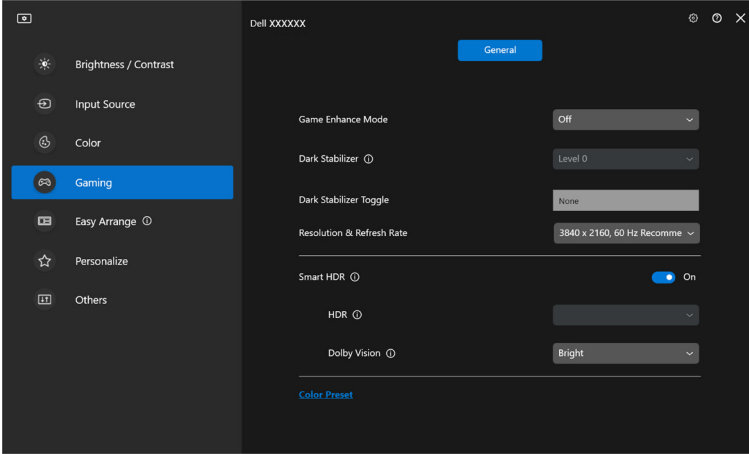 Dell XXXXXX
General
Brightness / Contrast
Input Source
Color
Gaming
Easy Arrange
Personalize
Others
Game Enhance Mode
Off
Dark Stabilizer
Level 0
Dark Stabilizer Toggle
None
Resolution & Refresh Rate
3840 x 2160, 60 Hz Recomme
Smart HDR
On
HDR
Dolby Vision
Bright
Color Preset